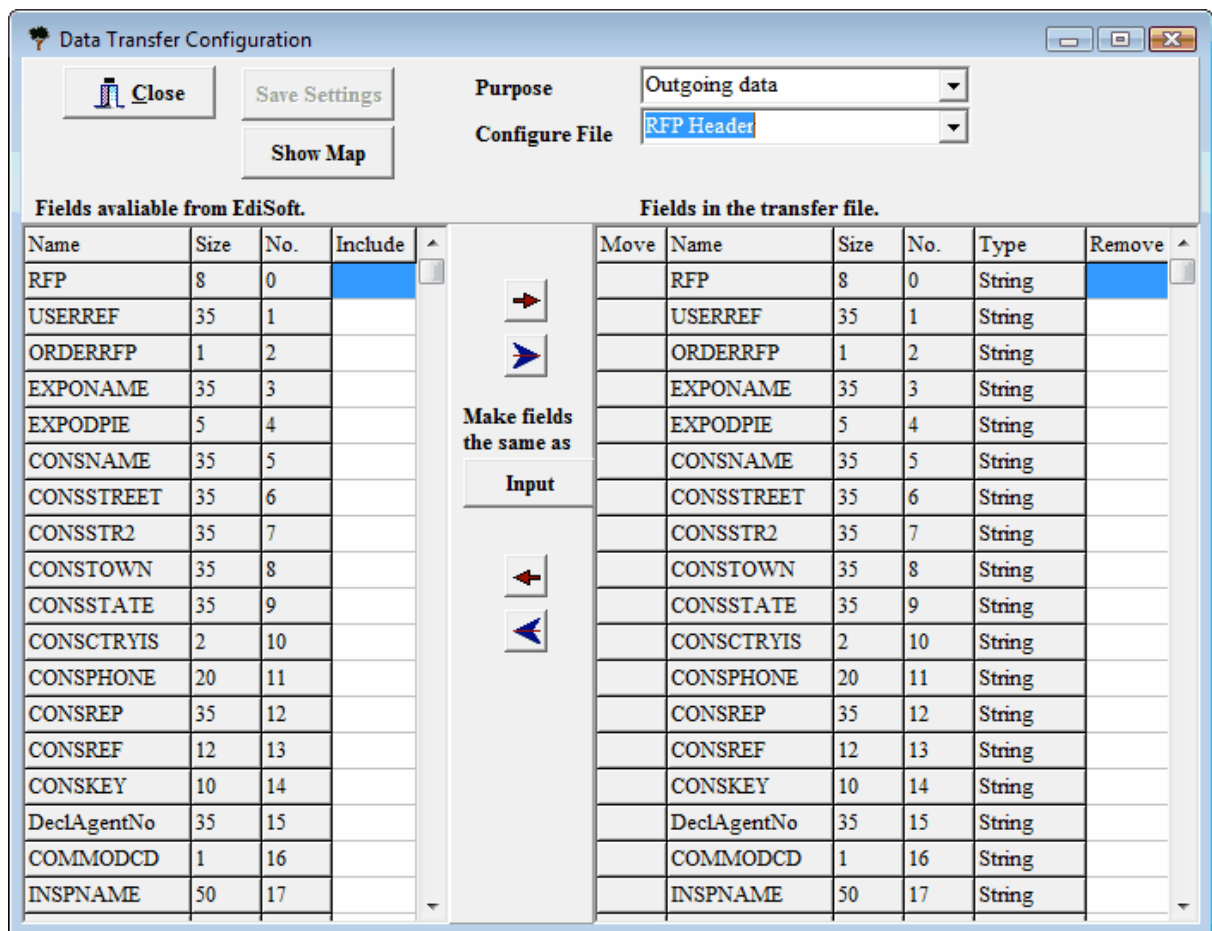 Data Transfer Configuration
Close Save Settings Purpose Outgoing data
Configure File RFP Header
Show Map
Fields avaliable from EdiSoft. Fields in the transfer file.
Name Size No. Include Move Name Size No. Type Remove
RFP 8 0 RFP 8 0 String
USERREF 35 1 USERREF 35 1 String
ORDERRFP 1 2 ORDERRFP 1 2 String
EXPONAME 35 3 EXPONAME 35 3 String
EXPODPIE 5 4 Make fields EXPODPIE 5 4 String
CONSNAME 35 5 the same as CONSNAME 35 5 String
CONSSTREET 35 6 Input CONSSTREET 35 6 String
CONSSTR2 35 7 CONSSTR2 35 7 String
CONSTOWN 35 8 CONSTOWN 35 8 String
CONSSTATE 35 9 CONSSTATE 35 9 String
CONSCTRYIS 2 10 CONSCTRYIS 2 10 String
CONSPHONE 20 11 CONSPHONE 20 11 String
CONSREP 35 12 CONSREP 35 12 String
CONSREF 12 13 CONSREF 12 13 String
CONSKEY 10 14 CONSKEY 10 14 String
DeclAgentNo 35 15 DeclAgentNo 35 15 String
COMMODCD 1 16 COMMODCD 1 16 String
INSPNAME 50 17 INSPNAME 50 17 String